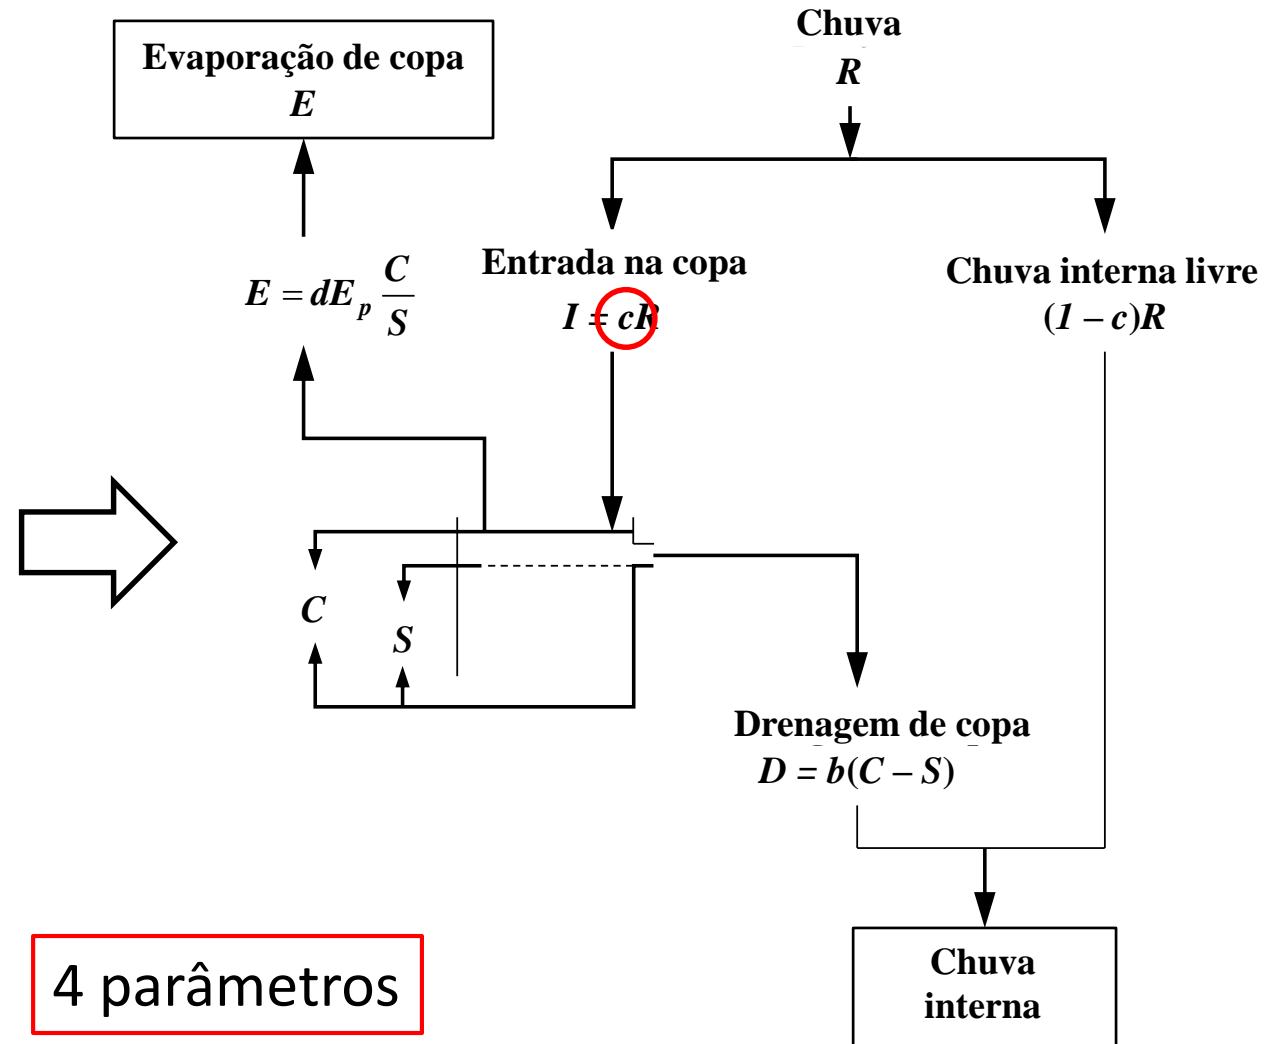 Chuva
R
Evaporação de copa
E
Entrada na copa
I = cR
Chuva interna livre
(1 – c)R
E = dE_p C/S
C
S
Drenagem de copa
D = b(C – S)
Chuva
interna
4 parâmetros